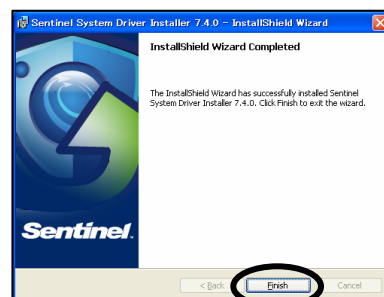 Sentinel System Driver Installer 7.4.0 - InstallShield Wizard
InstallShield Wizard Completed
The InstallShield Wizard has successfully installed Sentinel
System Driver Installer 7.4.0. Click Finish to exit the wizard.
Sentinel.
< Back
Finish
Cancel